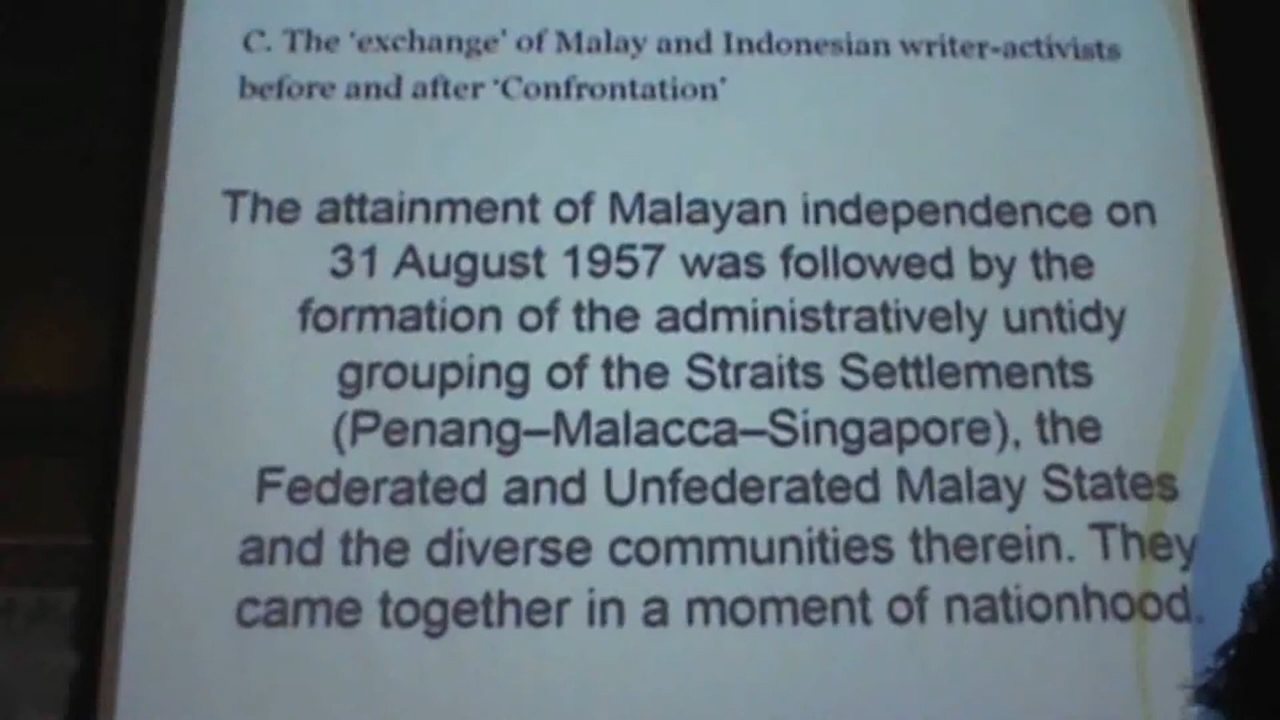 C. The 'exchange' of Malay and Indonesian writer-activists
before and after 'Confrontation'
The attainment of Malayan independence on
31 August 1957 was followed by the
formation of the administratively untidy
grouping of the Straits Settlements
(Penang–Malacca–Singapore), the
Federated and Unfederated Malay States
and the diverse communities therein. They
came together in a moment of nationhood.